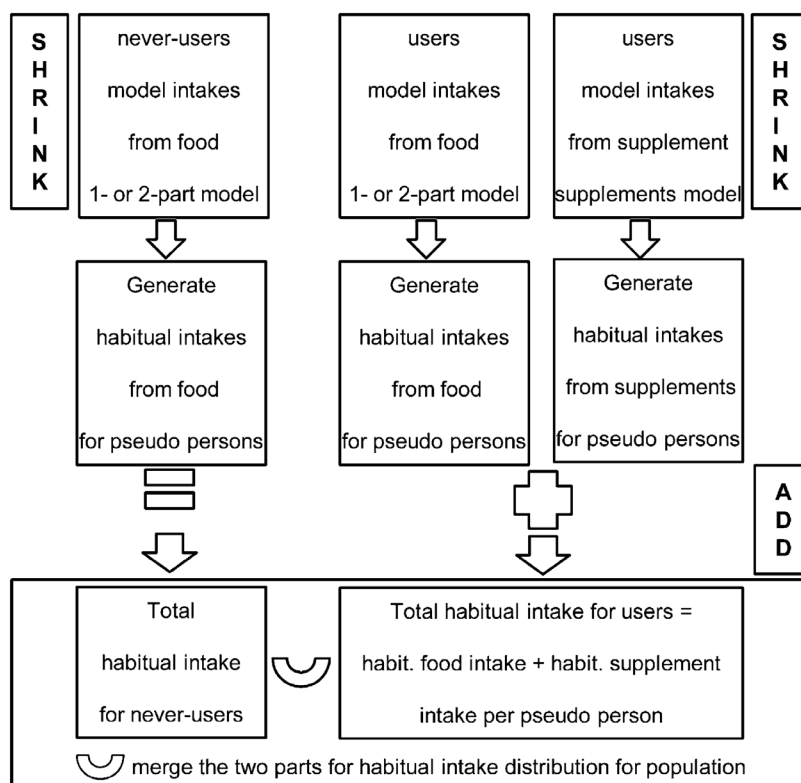 SHRINK
never-users
model intakes
from food
1- or 2-part model
users
model intakes
from food
1- or 2-part model
users
model intakes
from supplement
supplements model
SHRINK
Generate
habitual intakes
from food
for pseudo persons
Generate
habitual intakes
from food
for pseudo persons
Generate
habitual intakes
from supplements
for pseudo persons
ADD
Total
habitual intake
for never-users
Total habitual intake for users =
habit. food intake + habit. supplement
intake per pseudo person
merge the two parts for habitual intake distribution for population